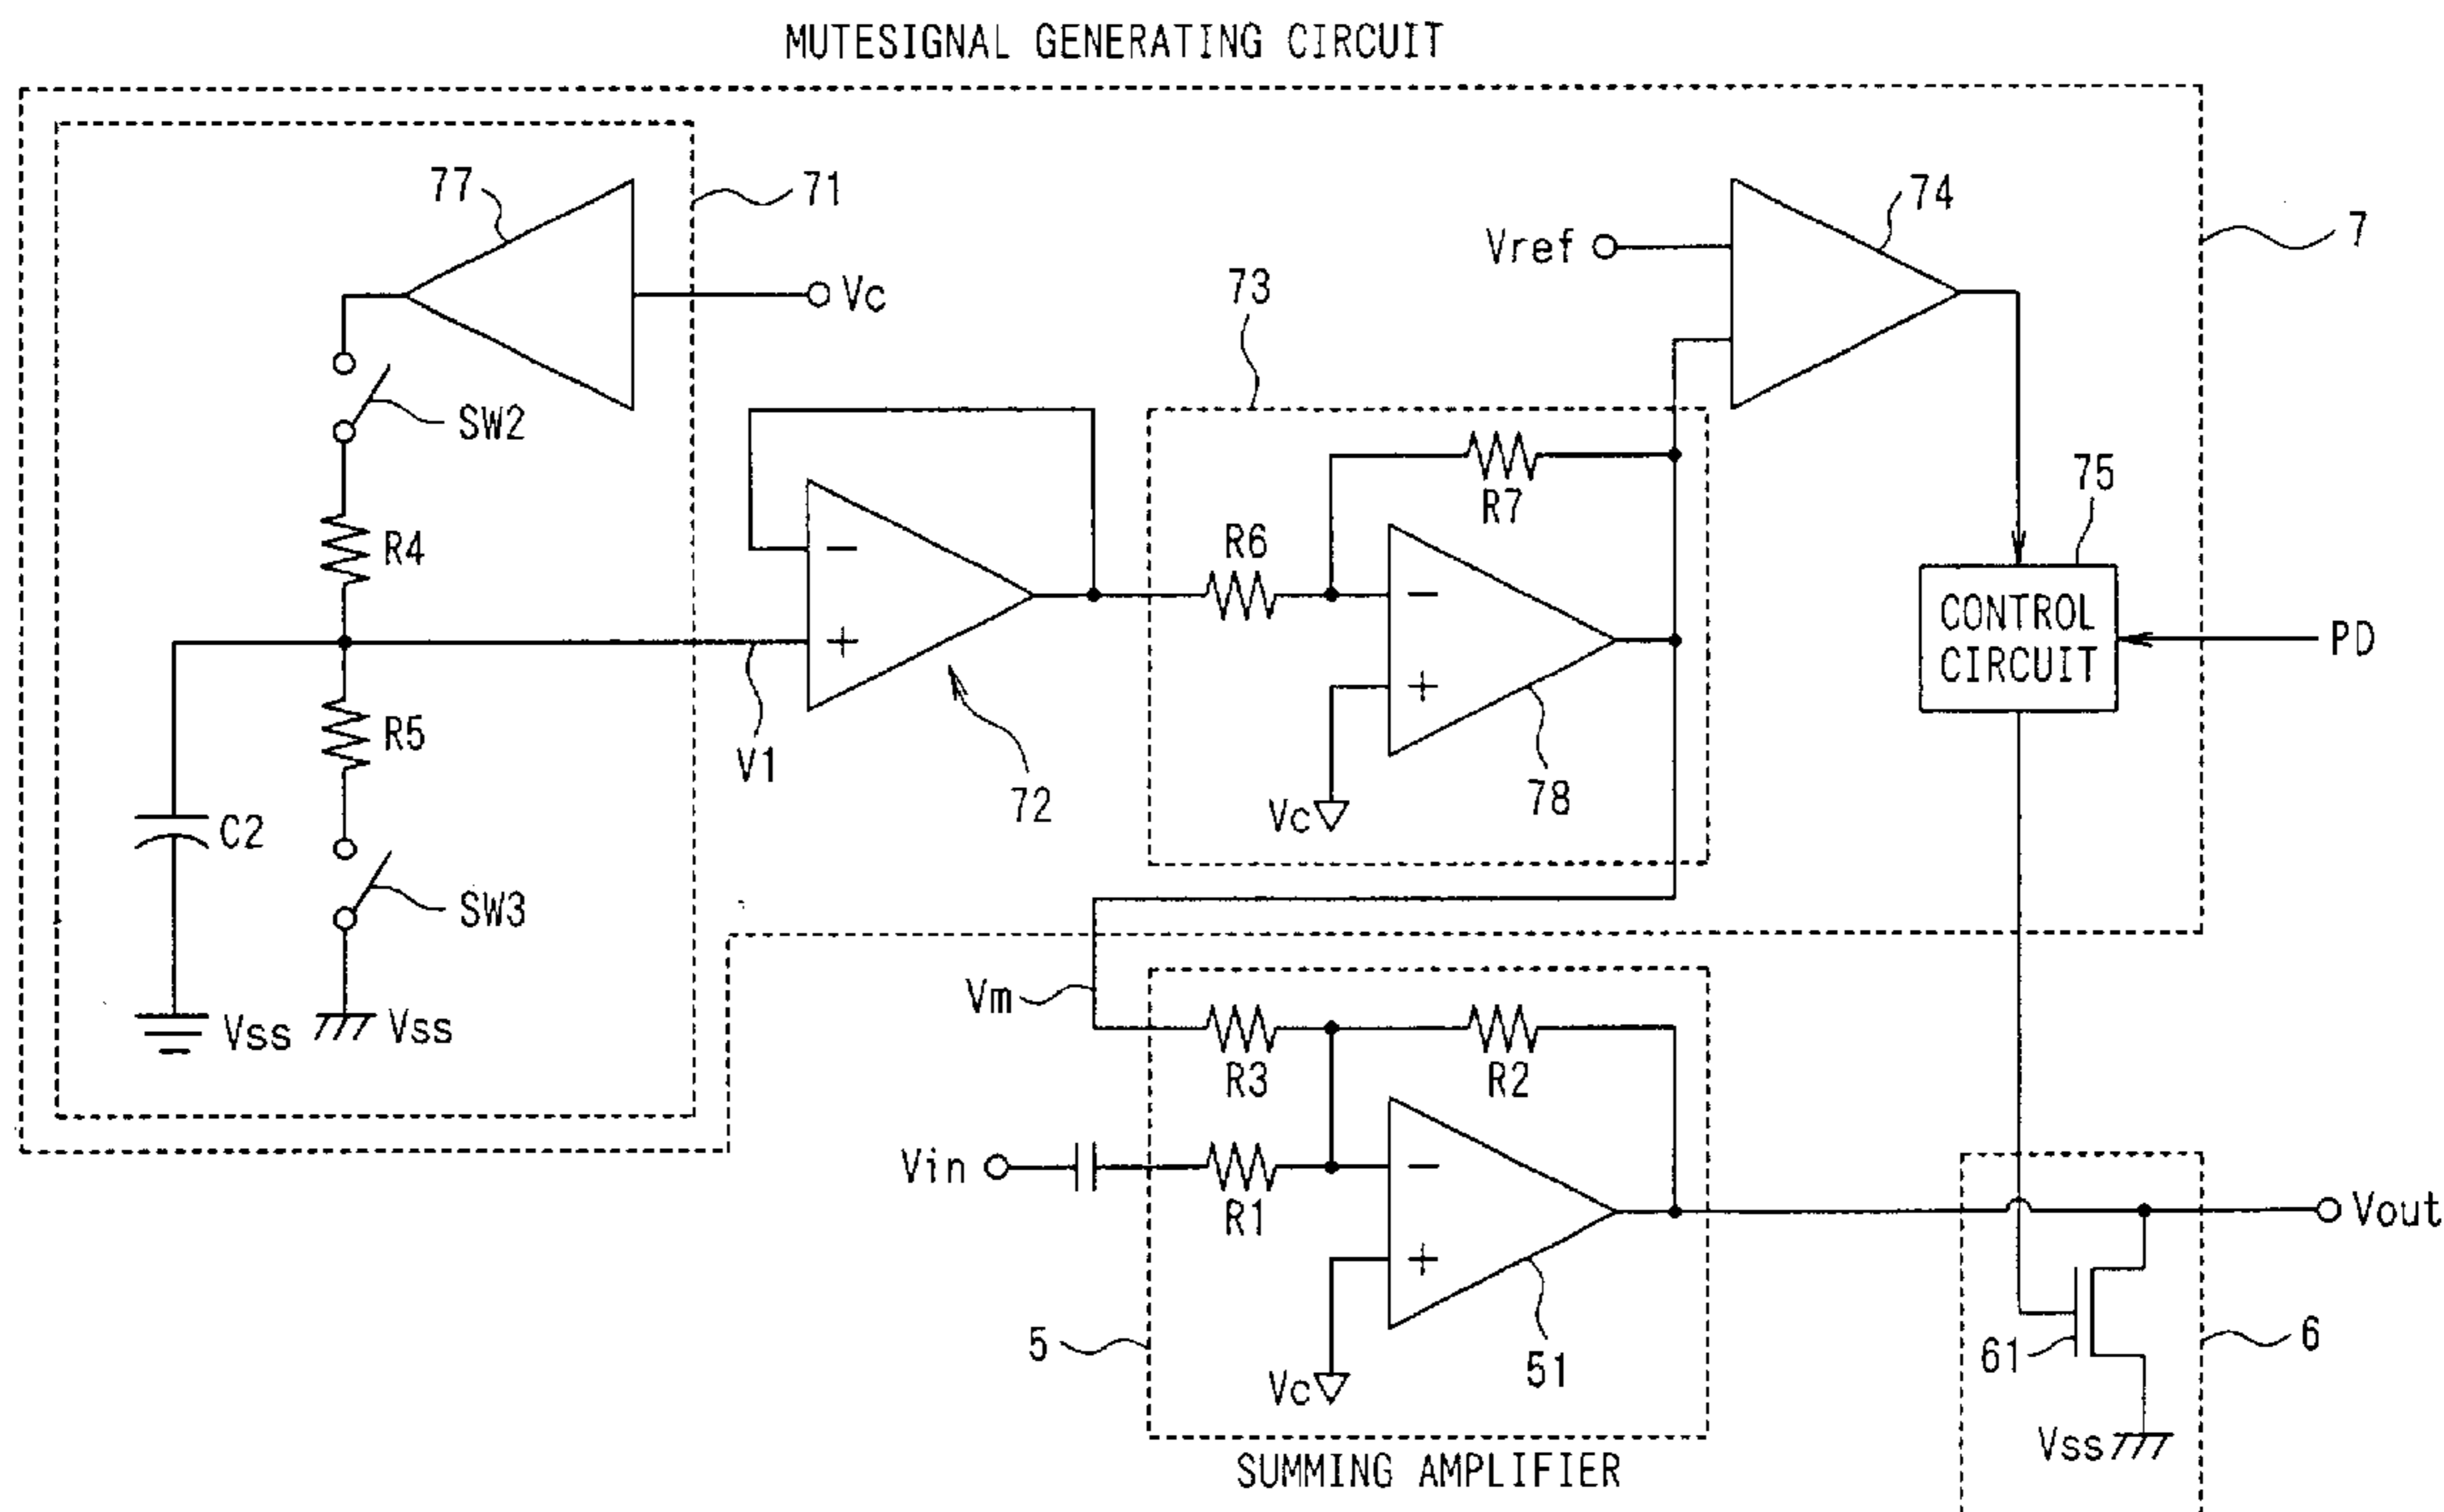 MUTESIGNAL GENERATING CIRCUIT
77
71
Vc
SW2
R4
R5
C2
SW3
Vss
Vss
V1
72
73
R6
R7
78
Vc
Vref
74
7
75
CONTROL
CIRCUIT
PD
Vm
R3
R2
Vin
R1
51
Vc
5
SUMMING AMPLIFIER
Vout
61
6
Vss